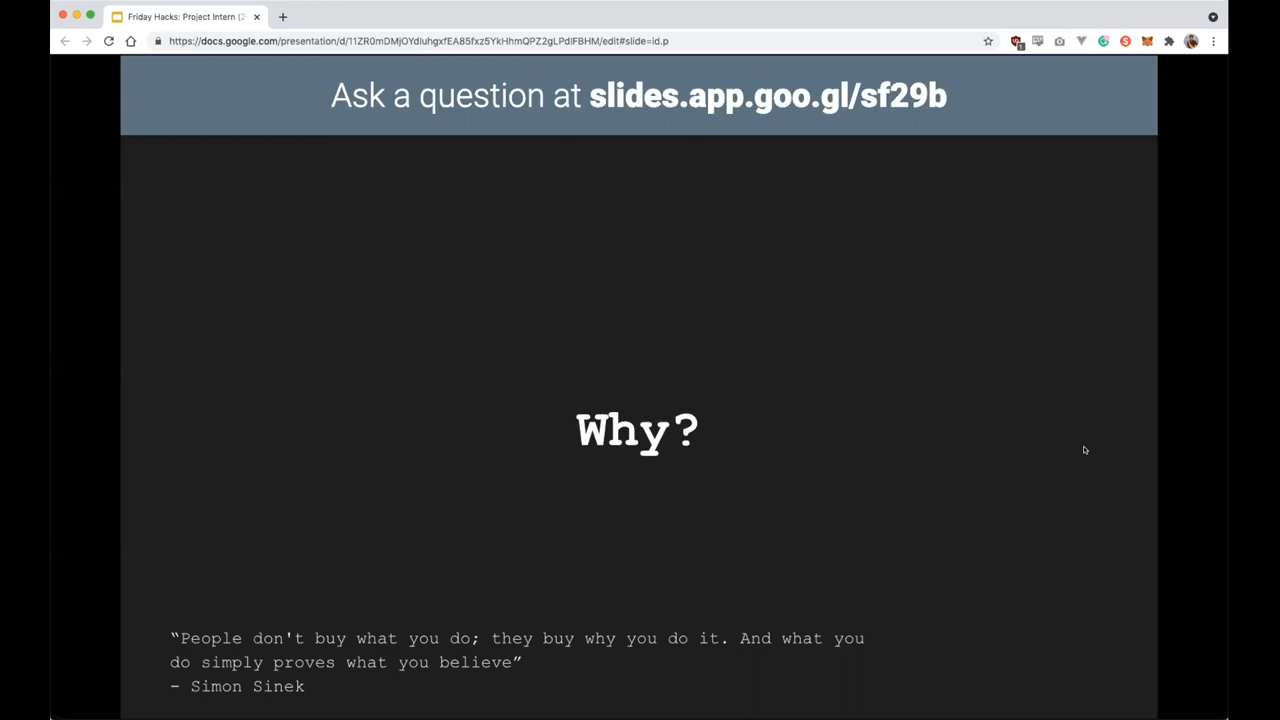 Friday Hacks: Project Intern (2
https://docs.google.com/presentation/d/11ZR0mDMjOYdluhgxfEA85fxz5YkHhmQPZ2gLPdlFBHM/edit#slide=id.p
Ask a question at slides.app.goo.gl/sf29b
Why?
“People don't buy what you do; they buy why you do it. And what you
do simply proves what you believe”
- Simon Sinek